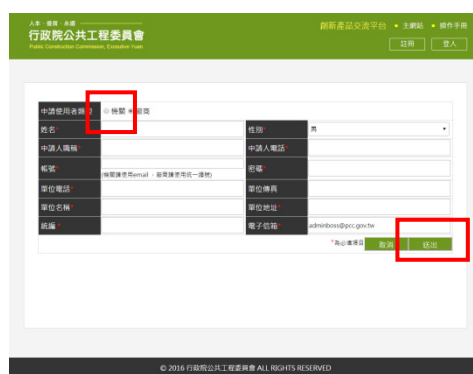 人本．優質．永續
行政院公共工程委員會
Public Construction Commission, Executive Yuan
創新產品交流平台 • 主網站 • 操作手冊
註冊 登入
中請使用者類 ○ 機關 廠商
姓名* 性別* 男
申請人職稱* 申請人電話*
帳號* (機關請使用email，廠商請使用統一編號) 密碼*
單位電話* 單位傳真
單位名稱* 單位地址*
統編* 電子信箱* adminboss@pcc.gov.tw
*為必填項目 取消 送出
© 2016 行政院公共工程委員會 ALL RIGHTS RESERVED